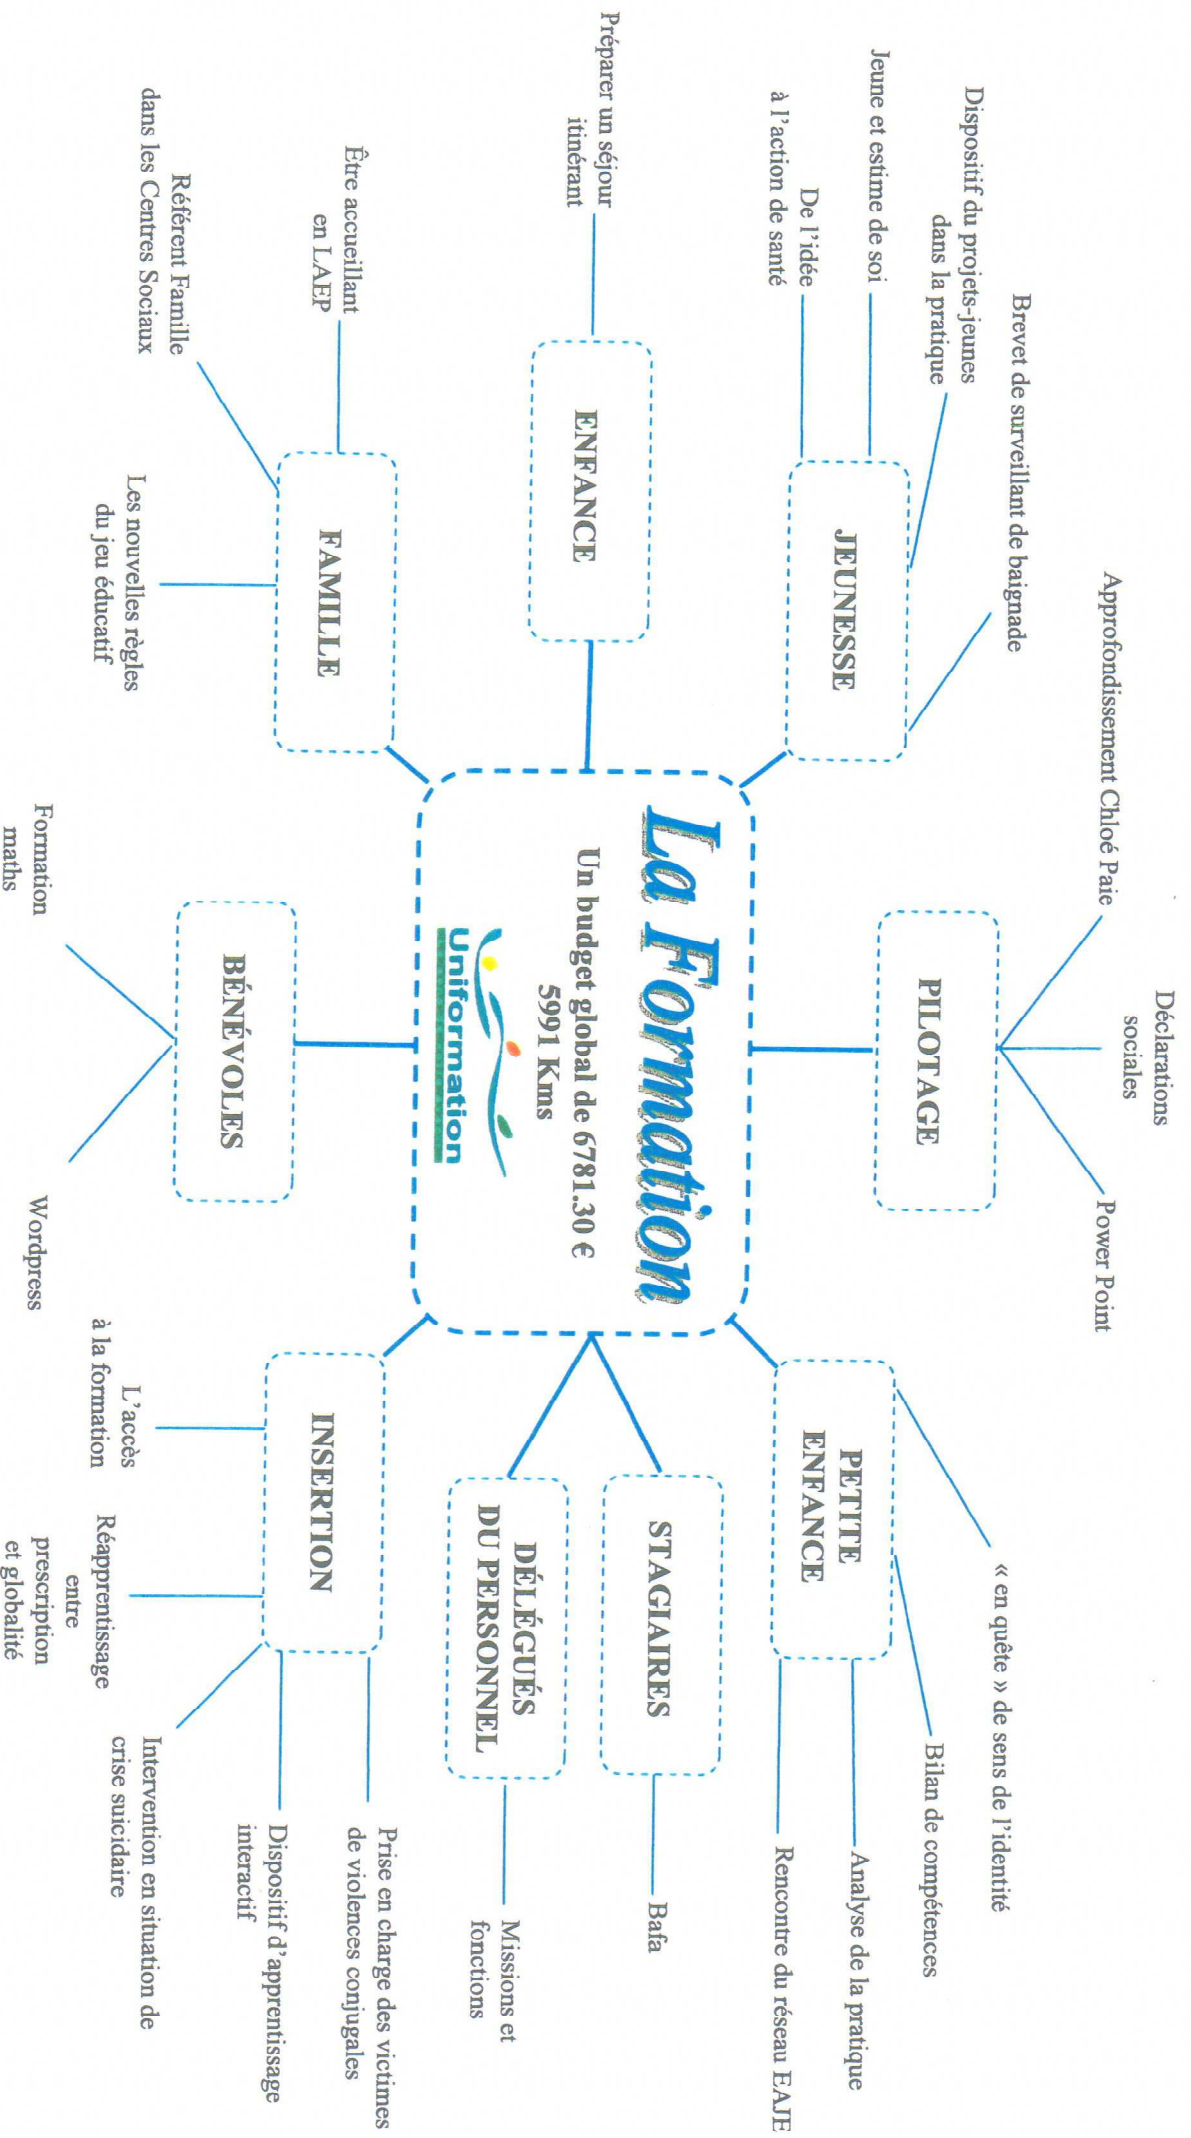 Déclarations
sociales
Approfondissement Chloé Paie
Power Point
PILOTAGE
Brevet de surveillant de baignade
Dispositif du projets-jeunes
dans la pratique
Jeune et estime de soi
De l'idée
à l'action de santé
JEUNESSE
« en quête » de sens de l'identité
Bilan de compétences
Analyse de la pratique
Rencontre du réseau EAJE
PETITE
ENFANCE
La Formation
Un budget global de 6781.30 €
5991 Kms
Uniformation
Préparer un séjour
itinérant
ENFANCE
STAGIAIRES
Bafa
DÉLÉGUÉS
DU PERSONNEL
Missions et
fonctions
Être accueillant
en LAEP
Référent Famille
dans les Centres Sociaux
Les nouvelles règles
du jeu éducatif
FAMILLE
BÉNÉVOLES
Formation
maths
Wordpress
INSERTION
Prise en charge des victimes
de violences conjugales
Dispositif d'apprentissage
interactif
Intervention en situation de
crise suicidaire
L'accès
à la formation
Réapprentissage
entre
prescription
et globalité